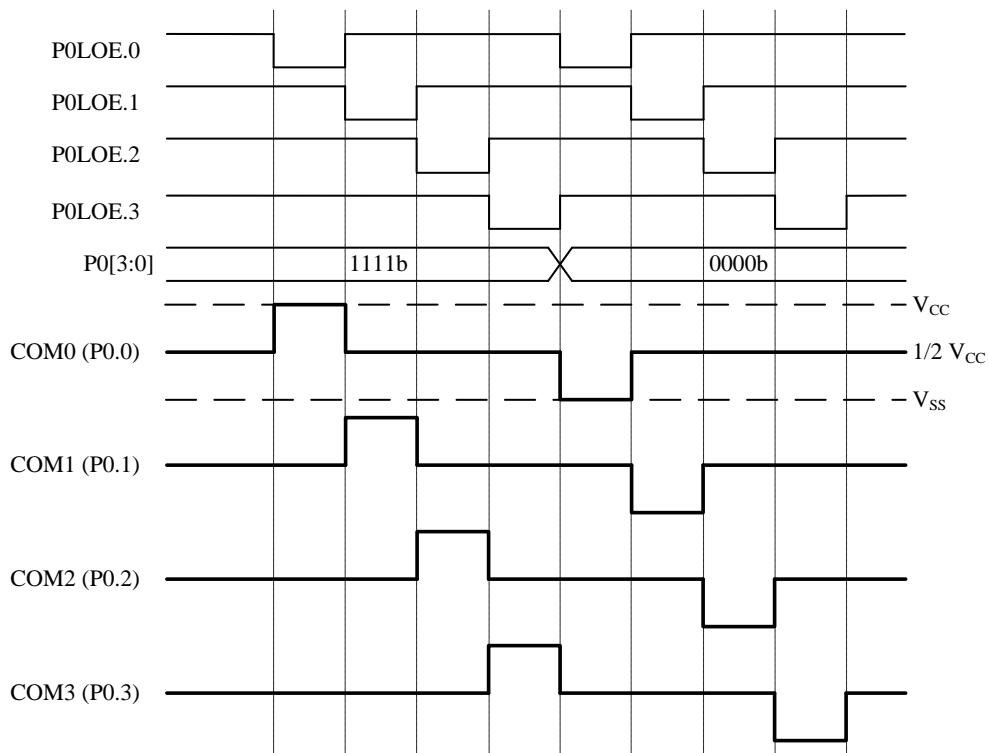 P0LOE.0
P0LOE.1
P0LOE.2
P0LOE.3
P0[3:0] 1111b 0000b
VCC
COM0 (P0.0) 1/2 VCC
VSS
COM1 (P0.1)
COM2 (P0.2)
COM3 (P0.3)